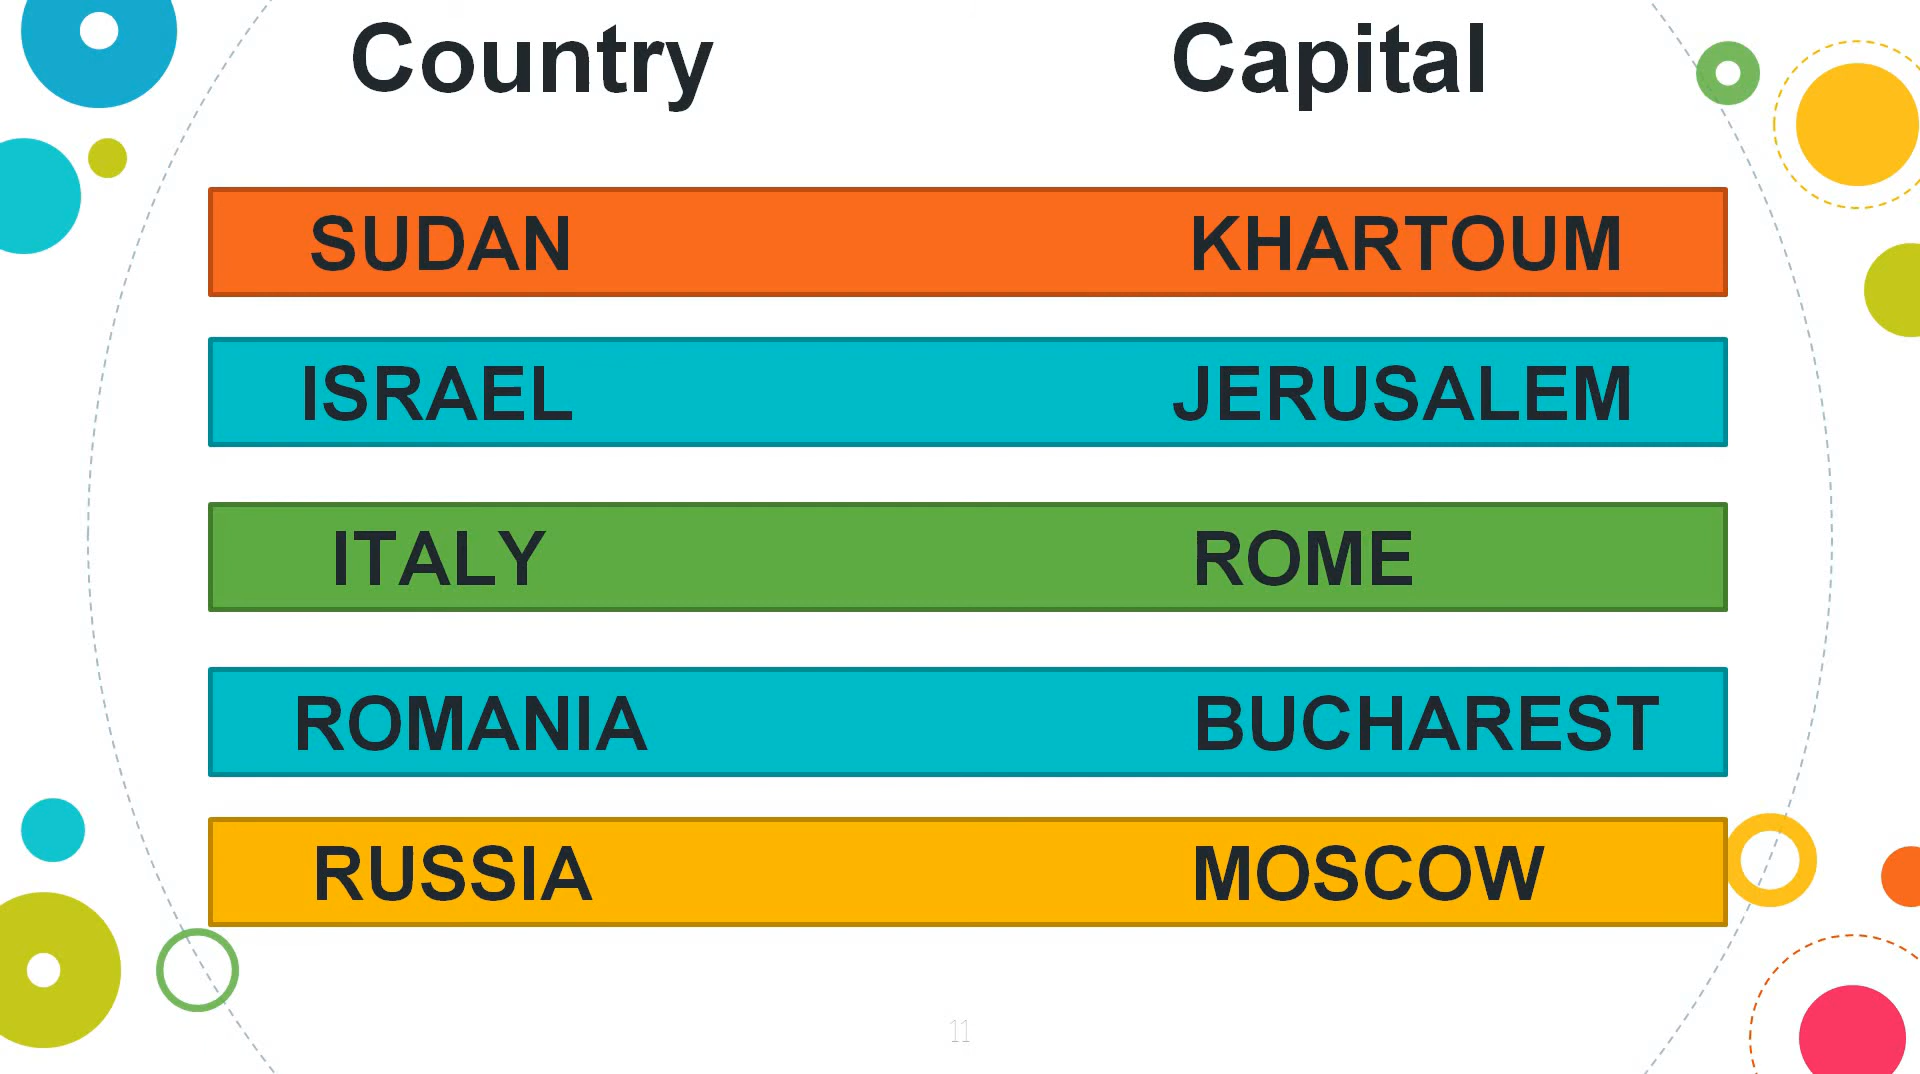 Country Capital
SUDAN KHARTOUM
ISRAEL JERUSALEM
ITALY ROME
ROMANIA BUCHAREST
RUSSIA MOSCOW
11